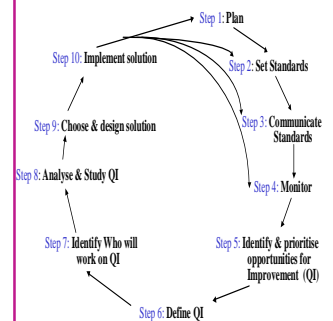 Step 1: Plan
Step 2: Set Standards
Step 3: Communicate
Standards
Step 4: Monitor
Step 5: Identify & prioritise
opportunities for
Improvement (QI)
Step 6: Define QI
Step 7: Identify Who will
work on QI
Step 8: Analyse & Study QI
Step 9: Choose & design solution
Step 10: Implement solution